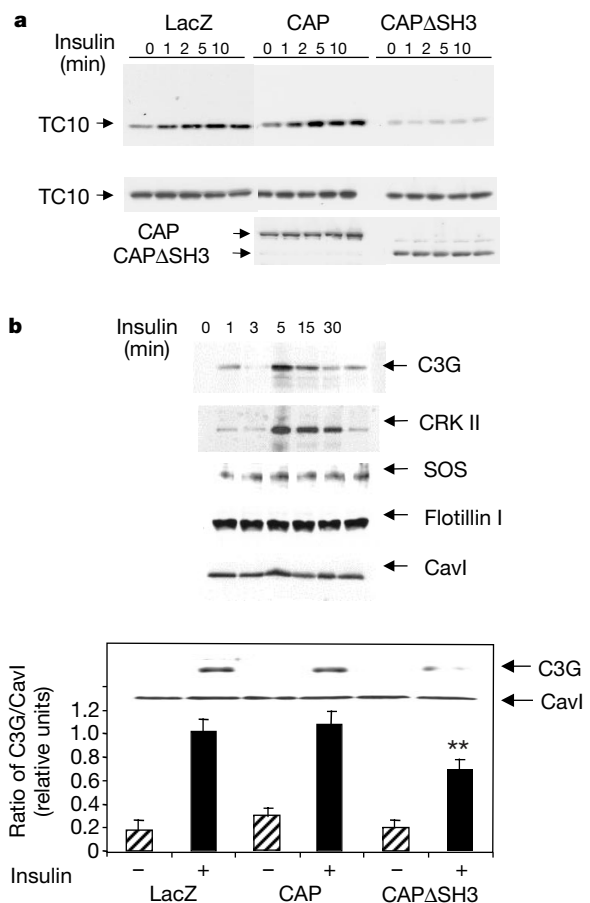 a
LacZ CAP CAPΔSH3
Insulin (min) 0 1 2 5 10 0 1 2 5 10 0 1 2 5 10
TC10
TC10
CAP
CAPΔSH3
b
Insulin (min) 0 1 3 5 15 30
C3G
CRK II
SOS
Flotillin I
CavI
C3G
CavI
Ratio of C3G/CavI
(relative units)
1.2
1.0
0.8
0.6
0.4
0.2
0
**
Insulin − + − + − +
LacZ CAP CAPΔSH3